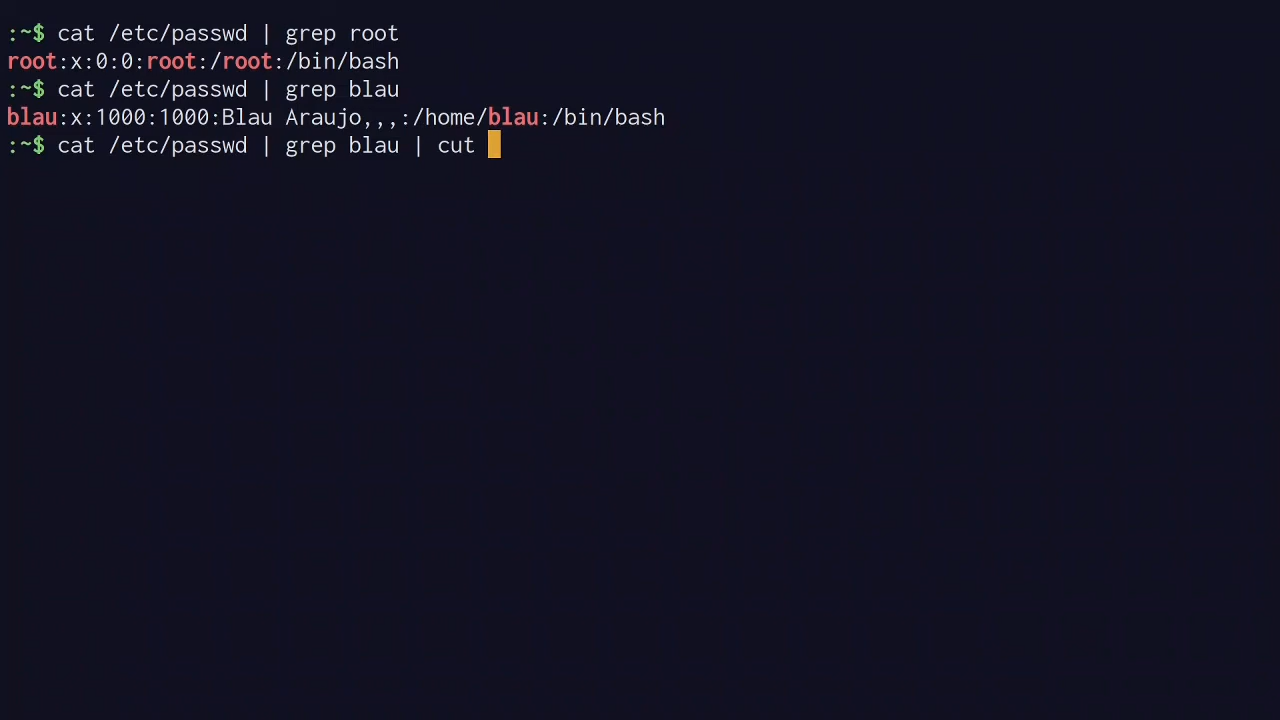 :~$ cat /etc/passwd | grep root
root:x:0:0:root:/root:/bin/bash
:~$ cat /etc/passwd | grep blau
blau:x:1000:1000:Blau Araujo,,,:/home/blau:/bin/bash
:~$ cat /etc/passwd | grep blau | cut